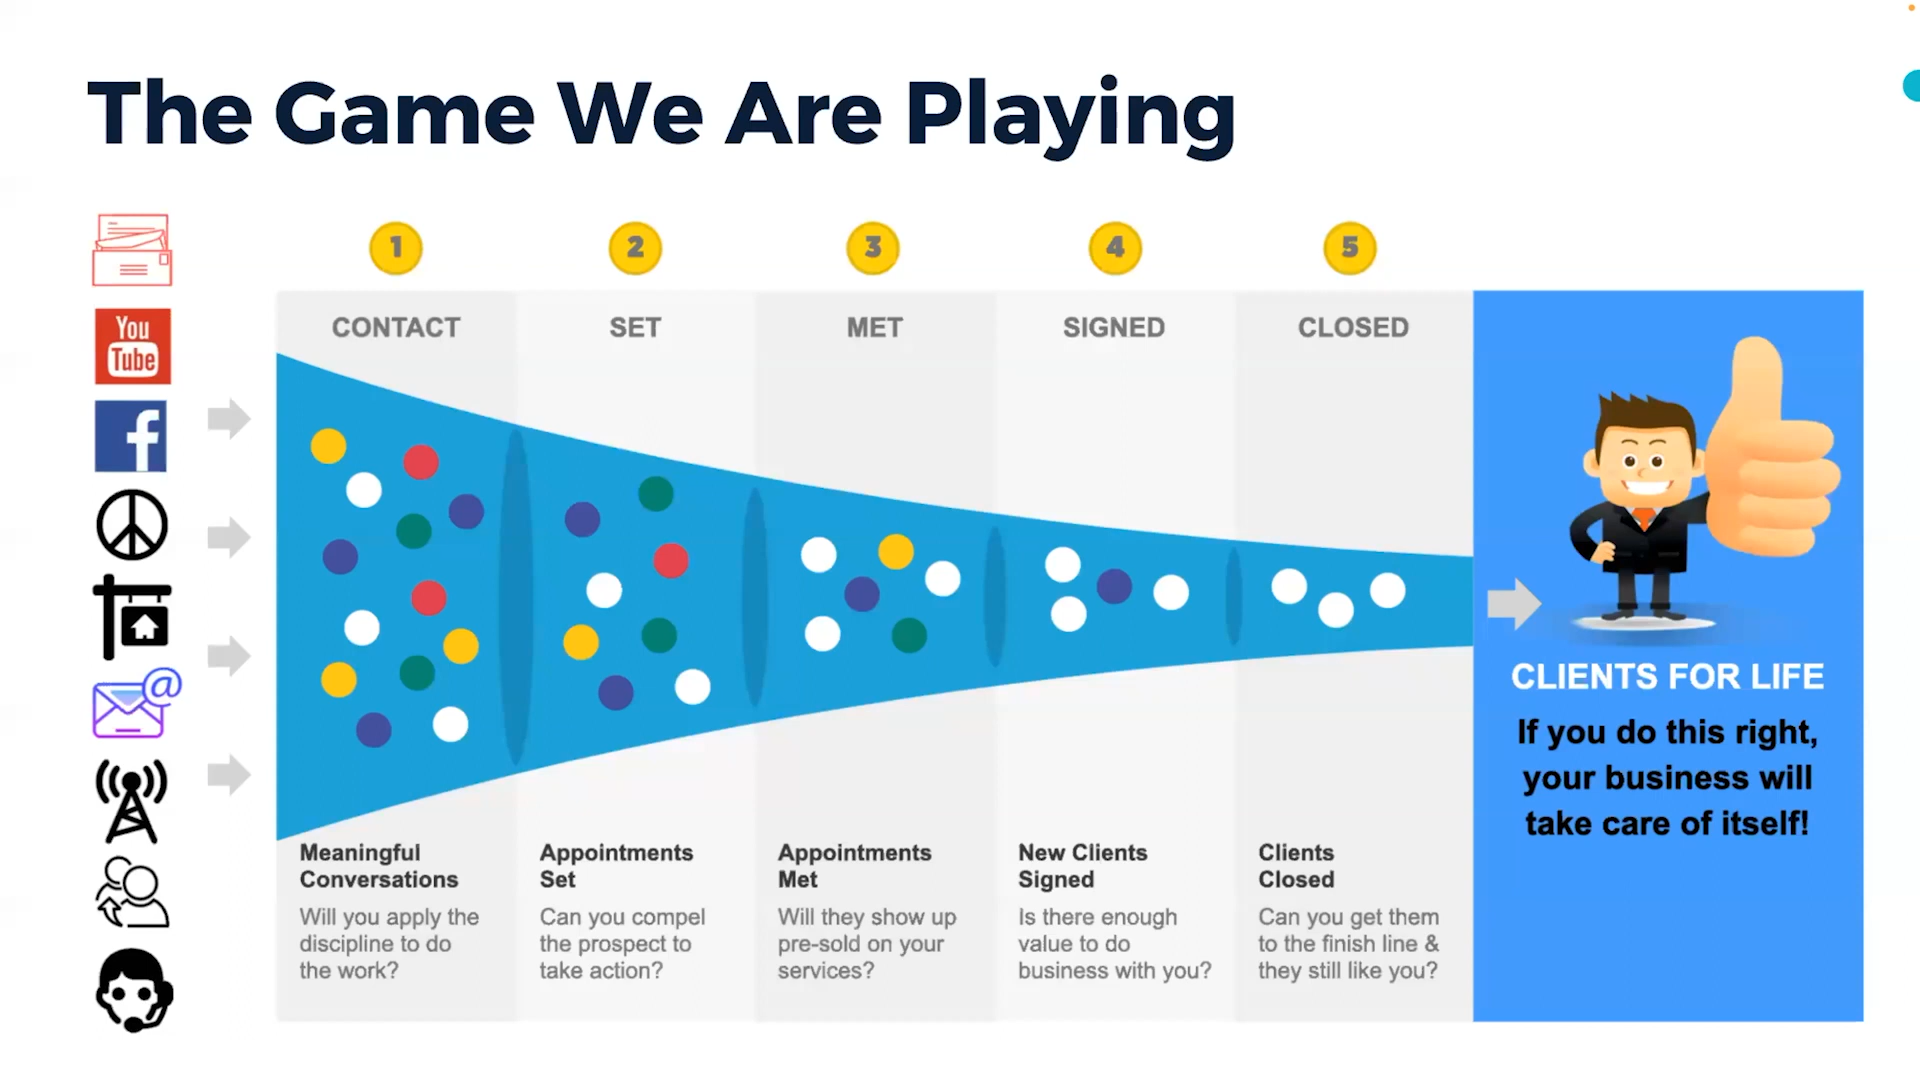 The Game We Are Playing
You
Tube
f
@
1
2
3
4
5
CONTACT
SET
MET
SIGNED
CLOSED
Meaningful
Conversations
Will you apply the
discipline to do
the work?
Appointments
Set
Can you compel
the prospect to
take action?
Appointments
Met
Will they show up
pre-sold on your
services?
New Clients
Signed
Is there enough
value to do
business with you?
Clients
Closed
Can you get them
to the finish line &
they still like you?
CLIENTS FOR LIFE
If you do this right,
your business will
take care of itself!